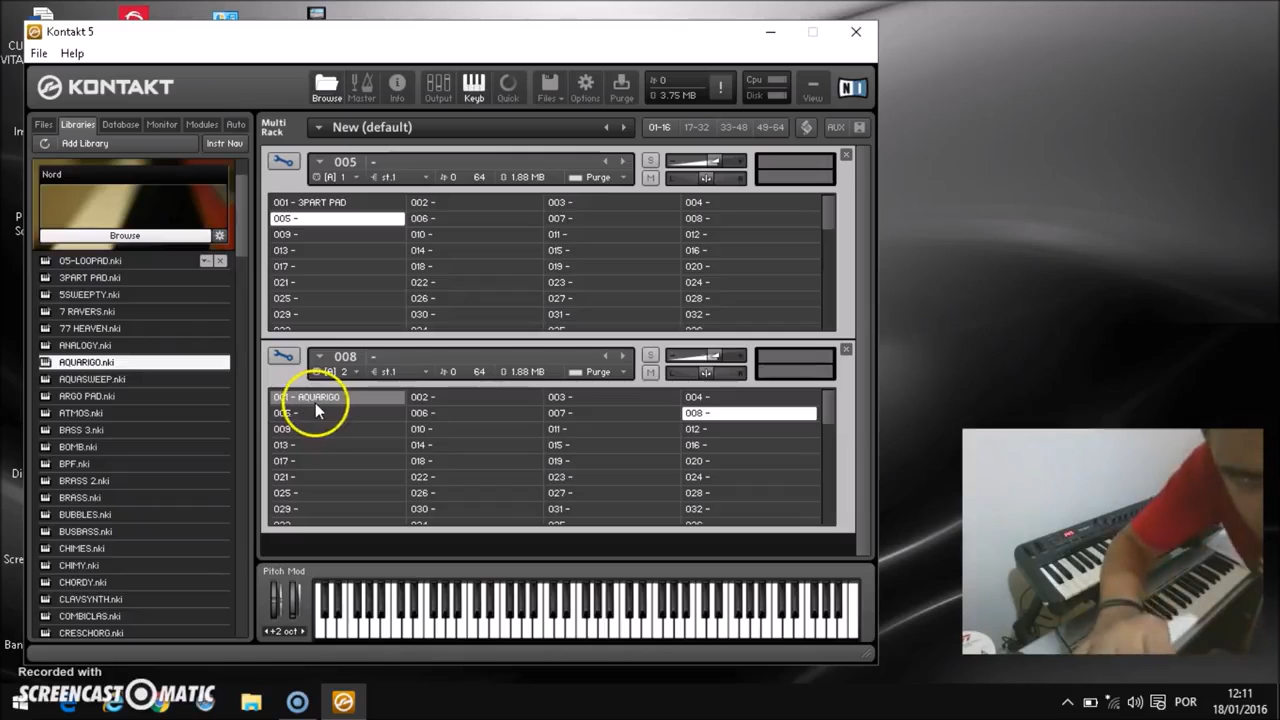 Kontakt 5
File Help
KONTAKT
Browse Master Info Output Keyb Quick Files Options Purge 0 3.75 MB ! Cpu Disk View NI
Files Libraries Database Monitor Modules Auto
Add Library Instr Nav
Multi Rack New (default) 01-16 17-32 33-48 49-64 AUX
Nord
Browse
05-LOOPAD.nki
3PART PAD.nki
5SWEEPTY.nki
7 RAVERS.nki
77 HEAVEN.nki
ANALOGY.nki
AQUARIGO.nki
AQUASWEEP.nki
ARGO PAD.nki
ATMOS.nki
BASS 3.nki
BOMB.nki
BPF.nki
BRASS 2.nki
BRASS.nki
BUBBLES.nki
BUSBASS.nki
CHIMES.nki
CHIMY.nki
CHORDY.nki
CLAVSYNTH.nki
COMBICLAS.nki
CRESCHORG.nki
005 - S
[A] 1 st.1 0 64 1.88 MB Purge M L R
001 - 3PART PAD 002 - 003 - 004 -
005 - 006 - 007 - 008 -
009 - 010 - 011 - 012 -
013 - 014 - 015 - 016 -
017 - 018 - 019 - 020 -
021 - 022 - 023 - 024 -
025 - 026 - 027 - 028 -
029 - 030 - 031 - 032 -
008 - S
[A] 2 st.1 0 64 1.88 MB Purge M L R
001 - AQUARIGO 002 - 003 - 004 -
005 - 006 - 007 - 008 -
009 010 - 011 - 012 -
013 - 014 - 015 - 016 -
017 - 018 - 019 - 020 -
021 - 022 - 023 - 024 -
025 - 026 - 027 - 028 -
029 - 030 - 031 - 032 -
Pitch Mod
+2 oct
Recorded with
SCREENCAST MATIC
POR
12:11
18/01/2016